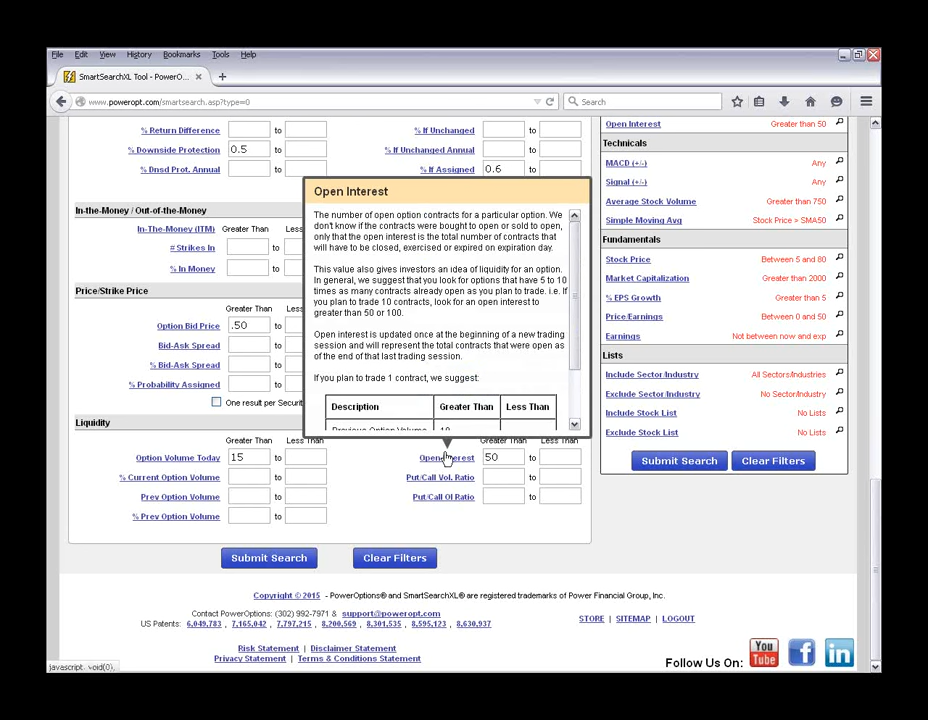 File Edit View History Bookmarks Tools Help
SmartSearchXL Tool - PowerO...
www.poweropt.com/smartsearch.asp?type=0
Search
% Return Difference to
% If Unchanged to
% Downside Protection 0.5 to
% If Unchanged Annual to
% Dnsd Prot. Annual to
% If Assigned 0.6 to
In-the-Money / Out-of-the-Money
In-The-Money (ITM) Greater Than Less
# Strikes In to
% In Money to
Price/Strike Price
Greater Than Less
Option Bid Price .50 to
Bid-Ask Spread to
% Bid-Ask Spread to
% Probability Assigned to
One result per Securi
Open Interest
The number of open option contracts for a particular option. We
don't know if the contracts were bought to open or sold to open,
only that the open interest is the total number of contracts that
will have to be closed, exercised or expired on expiration day.
This value also gives investors an idea of liquidity for an option.
In general, we suggest that you look for options that have 5 to 10
times as many contracts already open as you plan to trade. i.e. If
you plan to trade 10 contracts, look for an open interest to
greater than 50 or 100.
Open interest is updated once at the beginning of a new trading
session and will represent the total contracts that were open as
of the end of that last trading session.
If you plan to trade 1 contract, we suggest:
Description Greater Than Less Than
Previous Option Volume 10
Liquidity
Greater Than Less Than Greater Than Less Than
Option Volume Today 15 to
Open Interest 50 to
% Current Option Volume to
Put/Call Vol. Ratio to
Prev Option Volume to
Put/Call OI Ratio to
% Prev Option Volume to
Submit Search Clear Filters
Open Interest Greater than 50
Technicals
MACD (+/-) Any
Signal (+/-) Any
Average Stock Volume Greater than 750
Simple Moving Avg Stock Price > SMA50
Fundamentals
Stock Price Between 5 and 80
Market Capitalization Greater than 2000
% EPS Growth Greater than 5
Price/Earnings Between 0 and 50
Earnings Not between now and exp
Lists
Include Sector/Industry All Sectors/Industries
Exclude Sector/Industry No Sector/Industry
Include Stock List No Lists
Exclude Stock List No Lists
Submit Search Clear Filters
Copyright © 2015 - PowerOptions® and SmartSearchXL® are registered trademarks of Power Financial Group, Inc.
Contact PowerOptions: (302) 992-7971 & support@poweropt.com
US Patents: 6,049,783 , 7,165,042 , 7,797,215 , 8,200,569 , 8,301,535 , 8,595,123 , 8,630,937
STORE | SITEMAP | LOGOUT
Risk Statement | Disclaimer Statement
Privacy Statement | Terms & Conditions Statement
Follow Us On: You Tube f in
javascript: void(0);